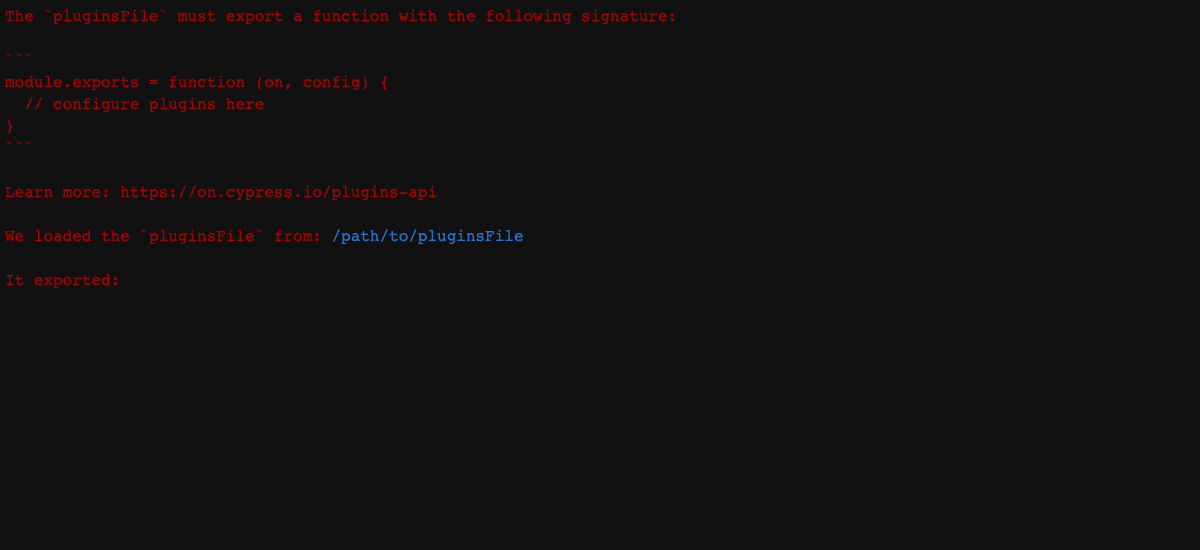 The `pluginsFile` must export a function with the following signature:
```
module.exports = function (on, config) {
  // configure plugins here
}
```
Learn more: https://on.cypress.io/plugins-api
We loaded the `pluginsFile` from: /path/to/pluginsFile
It exported: